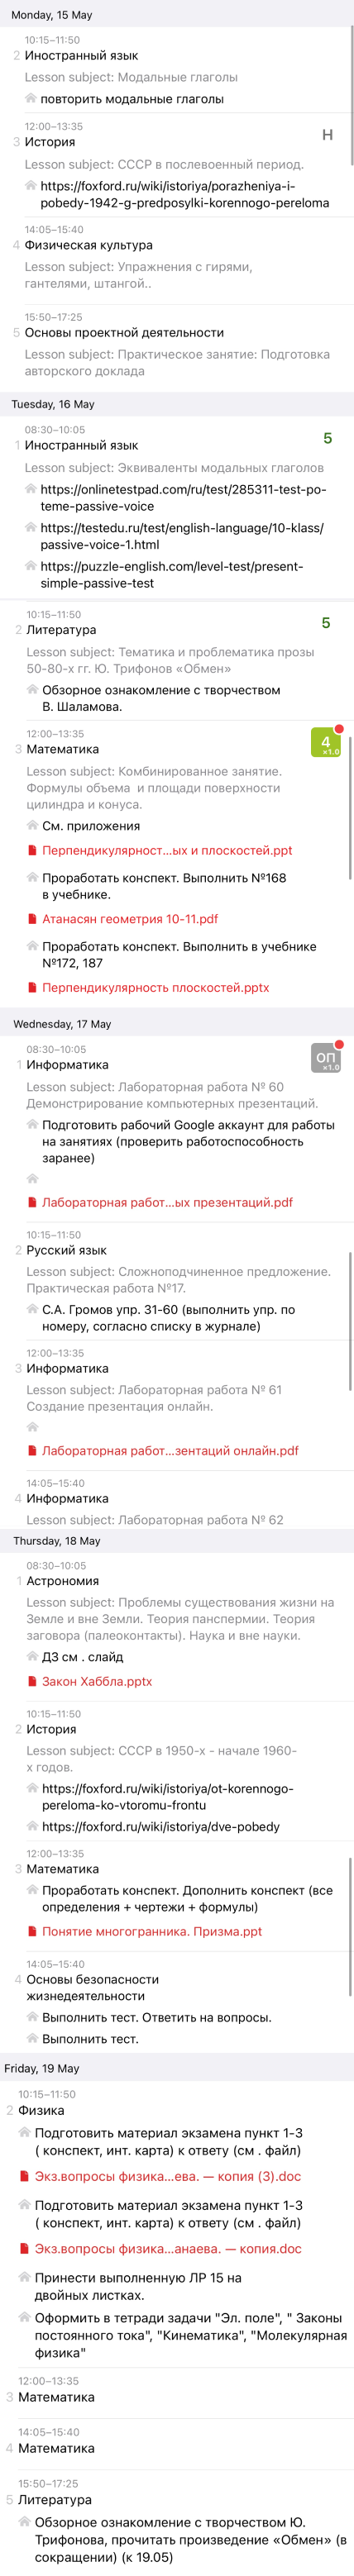 Monday, 15 May
10:15–11:50
2 Иностранный язык
Lesson subject: Модальные глаголы
повторить модальные глаголы
12:00–13:35
3 История
Н
Lesson subject: СССР в послевоенный период.
https://foxford.ru/wiki/istoriya/porazheniya-i-
pobedy-1942-g-predposylki-korennogo-pereloma
14:05–15:40
4 Физическая культура
Lesson subject: Упражнения с гирями,
гантелями, штангой..
15:50–17:25
5 Основы проектной деятельности
Lesson subject: Практическое занятие: Подготовка
авторского доклада
Tuesday, 16 May
08:30–10:05
1 Иностранный язык
5
Lesson subject: Эквиваленты модальных глаголов
https://onlinetestpad.com/ru/test/285311-test-po-
teme-passive-voice
https://testedu.ru/test/english-language/10-klass/
passive-voice-1.html
https://puzzle-english.com/level-test/present-
simple-passive-test
10:15–11:50
2 Литература
5
Lesson subject: Тематика и проблематика прозы
50-80-х гг. Ю. Трифонов «Обмен»
Обзорное ознакомление с творчеством
В. Шаламова.
12:00–13:35
3 Математика
4
×1.0
Lesson subject: Комбинированное занятие.
Формулы объема и площади поверхности
цилиндра и конуса.
См. приложения
Перпендикулярност...ых и плоскостей.ppt
Проработать конспект. Выполнить №168
в учебнике.
Атанасян геометрия 10-11.pdf
Проработать конспект. Выполнить в учебнике
№172, 187
Перпендикулярность плоскостей.pptx
Wednesday, 17 May
08:30–10:05
1 Информатика
ОП
×1.0
Lesson subject: Лабораторная работа № 60
Демонстрирование компьютерных презентаций.
Подготовить рабочий Google аккаунт для работы
на занятиях (проверить работоспособность
заранее)
Лабораторная работ...ых презентаций.pdf
10:15–11:50
2 Русский язык
Lesson subject: Сложноподчиненное предложение.
Практическая работа №17.
С.А. Громов упр. 31-60 (выполнить упр. по
номеру, согласно списку в журнале)
12:00–13:35
3 Информатика
Lesson subject: Лабораторная работа № 61
Создание презентация онлайн.
Лабораторная работ...зентаций онлайн.pdf
14:05–15:40
4 Информатика
Lesson subject: Лабораторная работа № 62
Thursday, 18 May
08:30–10:05
1 Астрономия
Lesson subject: Проблемы существования жизни на
Земле и вне Земли. Теория панспермии. Теория
заговора (палеоконтакты). Наука и вне науки.
ДЗ см . слайд
Закон Хаббла.pptx
10:15–11:50
2 История
Lesson subject: СССР в 1950-х - начале 1960-
х годов.
https://foxford.ru/wiki/istoriya/ot-korennogo-
pereloma-ko-vtoromu-frontu
https://foxford.ru/wiki/istoriya/dve-pobedy
12:00–13:35
3 Математика
Проработать конспект. Дополнить конспект (все
определения + чертежи + формулы)
Понятие многогранника. Призма.ppt
14:05–15:40
4 Основы безопасности
жизнедеятельности
Выполнить тест. Ответить на вопросы.
Выполнить тест.
Friday, 19 May
10:15–11:50
2 Физика
Подготовить материал экзамена пункт 1-3
( конспект, инт. карта) к ответу (см . файл)
Экз.вопросы физика...ева. — копия (3).doc
Подготовить материал экзамена пункт 1-3
( конспект, инт. карта) к ответу (см . файл)
Экз.вопросы физика...анаева. — копия.doc
Принести выполненную ЛР 15 на
двойных листках.
Оформить в тетради задачи "Эл. поле", " Законы
постоянного тока", "Кинематика", "Молекулярная
физика"
12:00–13:35
3 Математика
14:05–15:40
4 Математика
15:50–17:25
5 Литература
Обзорное ознакомление с творчеством Ю.
Трифонова, прочитать произведение «Обмен» (в
сокращении) (к 19.05)